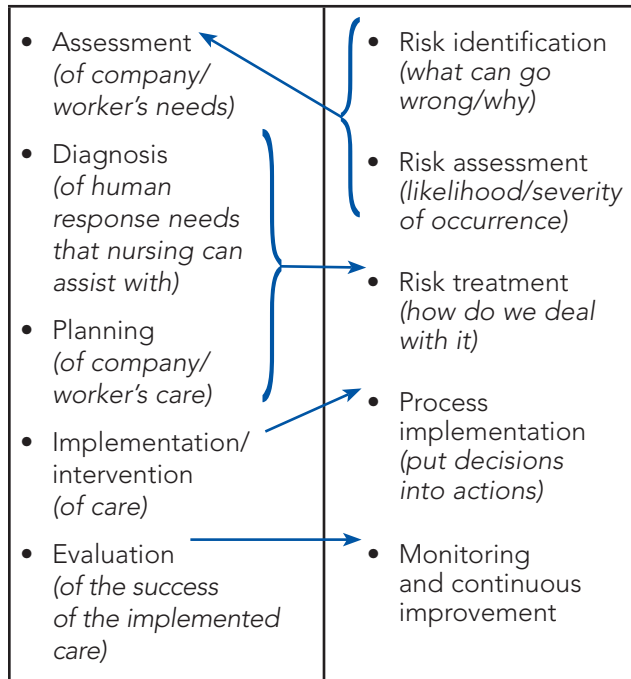 • Assessment
(of company/
worker's needs)
• Diagnosis
(of human
response needs
that nursing can
assist with)
• Planning
(of company/
worker's care)
• Implementation/
intervention
(of care)
• Evaluation
(of the success
of the implemented
care)
• Risk identification
(what can go
wrong/why)
• Risk assessment
(likelihood/severity
of occurrence)
• Risk treatment
(how do we deal
with it)
• Process
implementation
(put decisions
into actions)
• Monitoring
and continuous
improvement